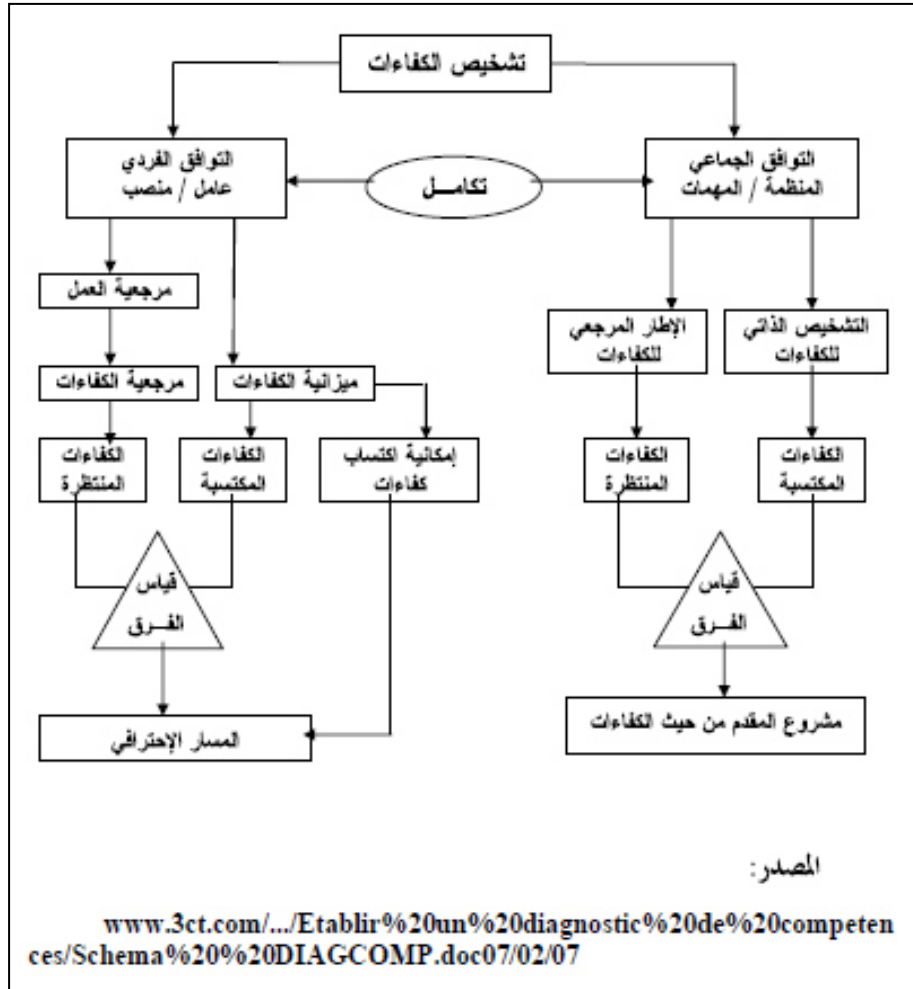 تشخيص الكفاءات
التوافق الجماعي
المنظمة / المهمات
تكامـــل
التوافق الفردي
عامل / منصب
مرجعية العمل
الإطار المرجعي
للكفاءات
التشخيص الذاتي
للكفاءات
ميزانية الكفاءات
مرجعية الكفاءات
الكفاءات
المكتسبة
الكفاءات
المنتظرة
إمكانية اكتساب
كفاءات
الكفاءات
المكتسبة
الكفاءات
المنتظرة
قياس
الفــرق
قياس
الفــرق
مشروع المقدم من حيث الكفاءات
المسار الإحترافي
المصدر:
www.3ct.com/.../Etablir%20un%20diagnostic%20de%20competen
ces/Schema%20%20DIAGCOMP.doc07/02/07